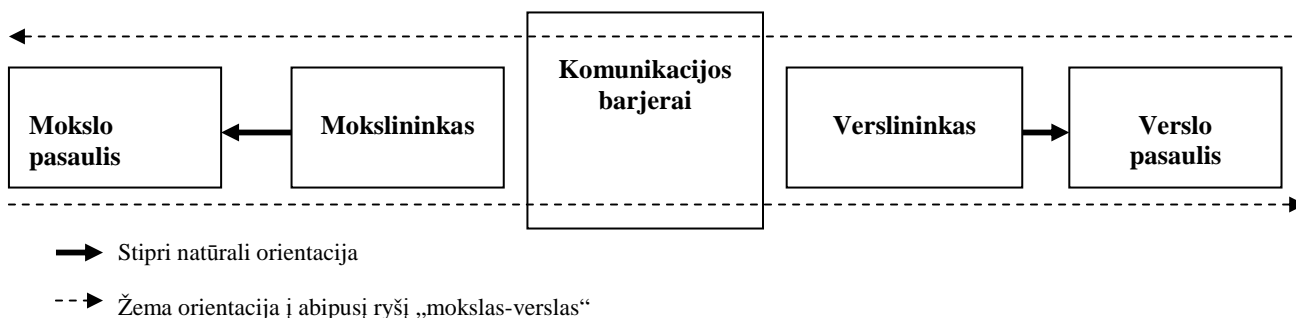 Komunikacijos
barjerai
Mokslo
pasaulis
Mokslininkas
Verslininkas
Verslo
pasaulis
Stipri natūrali orientacija
Žema orientacija į abipusį ryšį „mokslas-verslas“